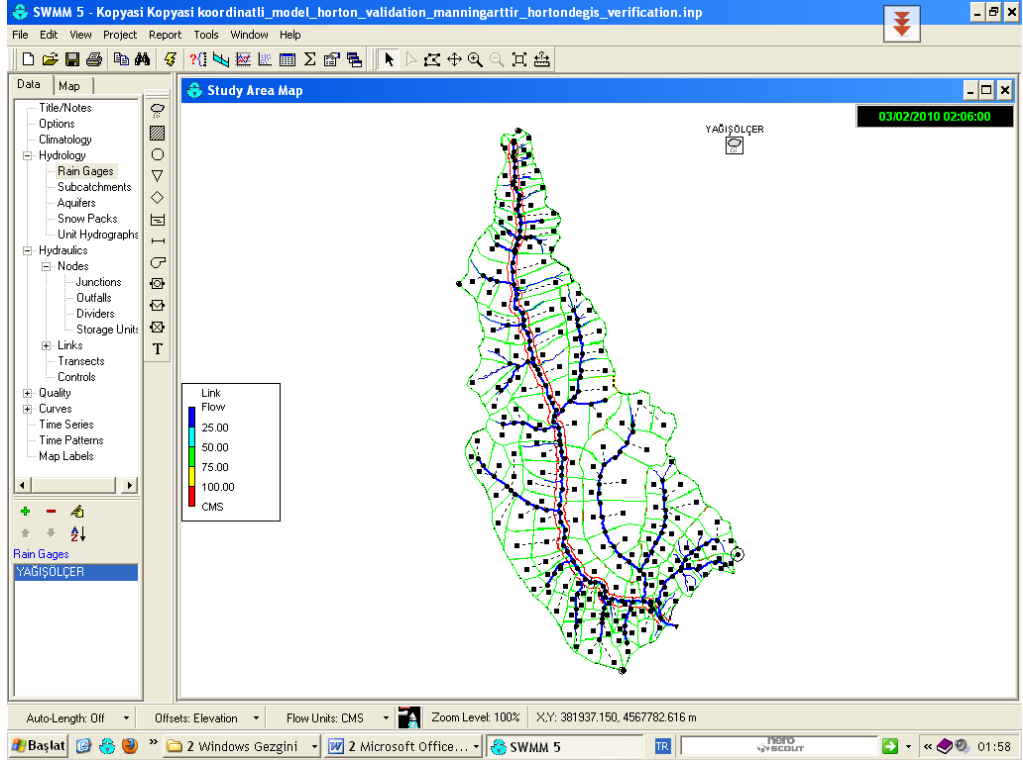 SWMM 5 - Kopyasi Kopyasi koordinatli_model_horton_validation_manningarttir_hortondegis_verification.inp
File Edit View Project Report Tools Window Help
Data Map
Title/Notes
Options
Climatology
Hydrology
Rain Gages
Subcatchments
Aquifers
Snow Packs
Unit Hydrographs
Hydraulics
Nodes
Junctions
Outfalls
Dividers
Storage Units
Links
Transects
Controls
Quality
Curves
Time Series
Time Patterns
Map Labels
Rain Gages
YAĞIŞÖLÇER
T
Study Area Map
03/02/2010 02:06:00
YAĞIŞÖLÇER
Link
Flow
25.00
50.00
75.00
100.00
CMS
Auto-Length: Off Offsets: Elevation Flow Units: CMS Zoom Level: 100% X,Y: 381937.150, 4567782.616 m
Başlat » 2 Windows Gezgini 2 Microsoft Office... SWMM 5 TR nero SCOUT « 01:58